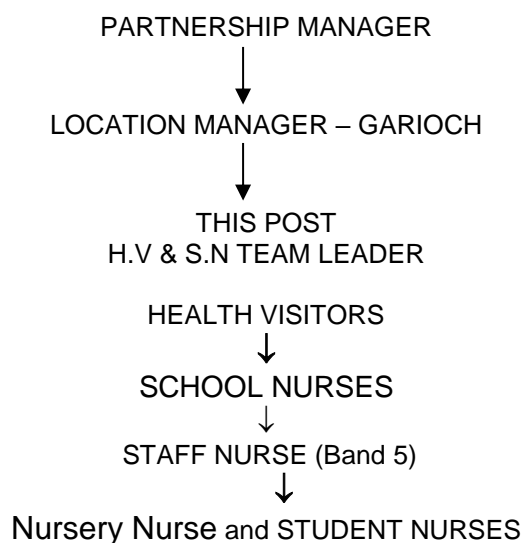 PARTNERSHIP MANAGER
LOCATION MANAGER – GARIOCH
THIS POST
H.V & S.N TEAM LEADER
HEALTH VISITORS
SCHOOL NURSES
STAFF NURSE (Band 5)
Nursery Nurse and STUDENT NURSES